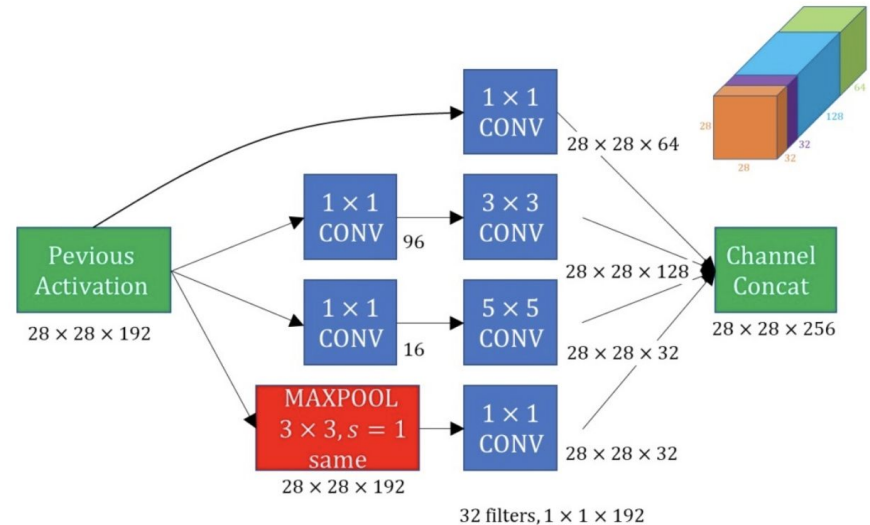 1 × 1
CONV
28 × 28 × 64
28
28
32
32
128
64
1 × 1
CONV
96
3 × 3
CONV
28 × 28 × 128
Pevious
Activation
28 × 28 × 192
Channel
Concat
28 × 28 × 256
1 × 1
CONV
16
5 × 5
CONV
28 × 28 × 32
MAXPOOL
3 × 3, s = 1
same
28 × 28 × 192
1 × 1
CONV
28 × 28 × 32
32 filters, 1 × 1 × 192